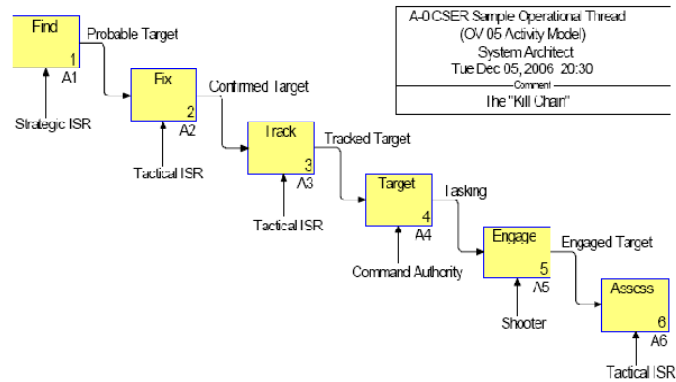 A-0 CSER Sample Operational Thread
(OV 05 Activity Model)
System Architect
Tue Dec 05, 2006 20:30
Comment
The "Kill Chain"
Find
1
A1
Strategic ISR
Probable Target
Fix
2
A2
Tactical ISR
Confirmed Target
Track
3
A3
Tactical ISR
Tracked Target
Target
4
A4
Command Authority
Tasking
Engage
5
A5
Shooter
Engaged Target
Assess
6
A6
Tactical ISR